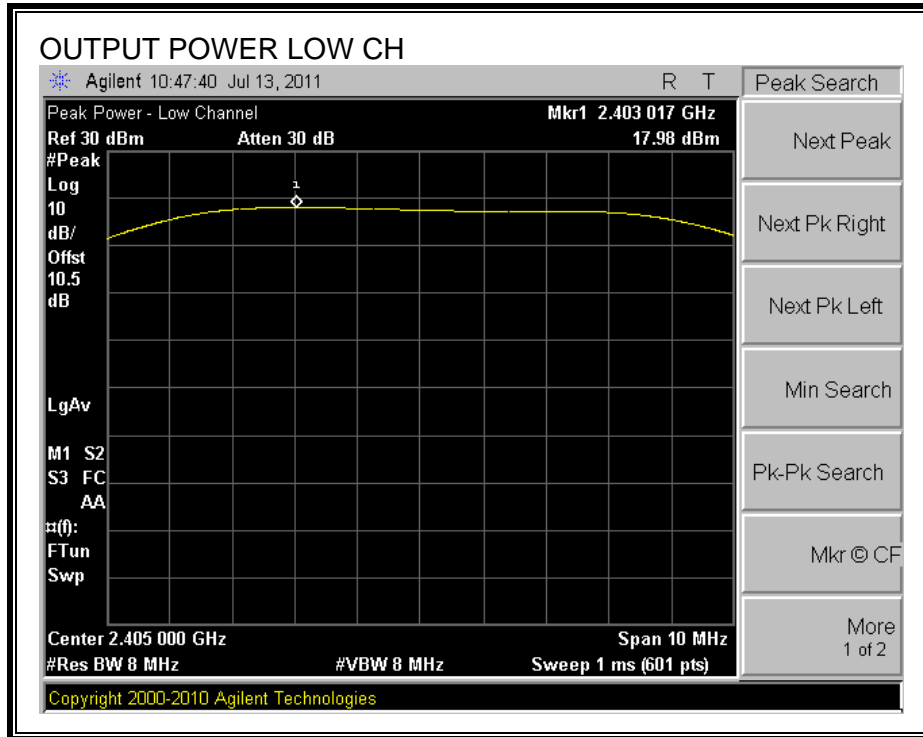 OUTPUT POWER LOW CH
Agilent 10:47:40 Jul 13, 2011 R T
Peak Power - Low Channel Mkr1 2.403 017 GHz
Ref 30 dBm Atten 30 dB 17.98 dBm
#Peak
Log
10
dB/
Offst
10.5
dB
1
LgAv
M1 S2
S3 FC
AA
¤(f):
FTun
Swp
Center 2.405 000 GHz Span 10 MHz
#Res BW 8 MHz #VBW 8 MHz Sweep 1 ms (601 pts)
Copyright 2000-2010 Agilent Technologies
Peak Search
Next Peak
Next Pk Right
Next Pk Left
Min Search
Pk-Pk Search
Mkr © CF
More
1 of 2